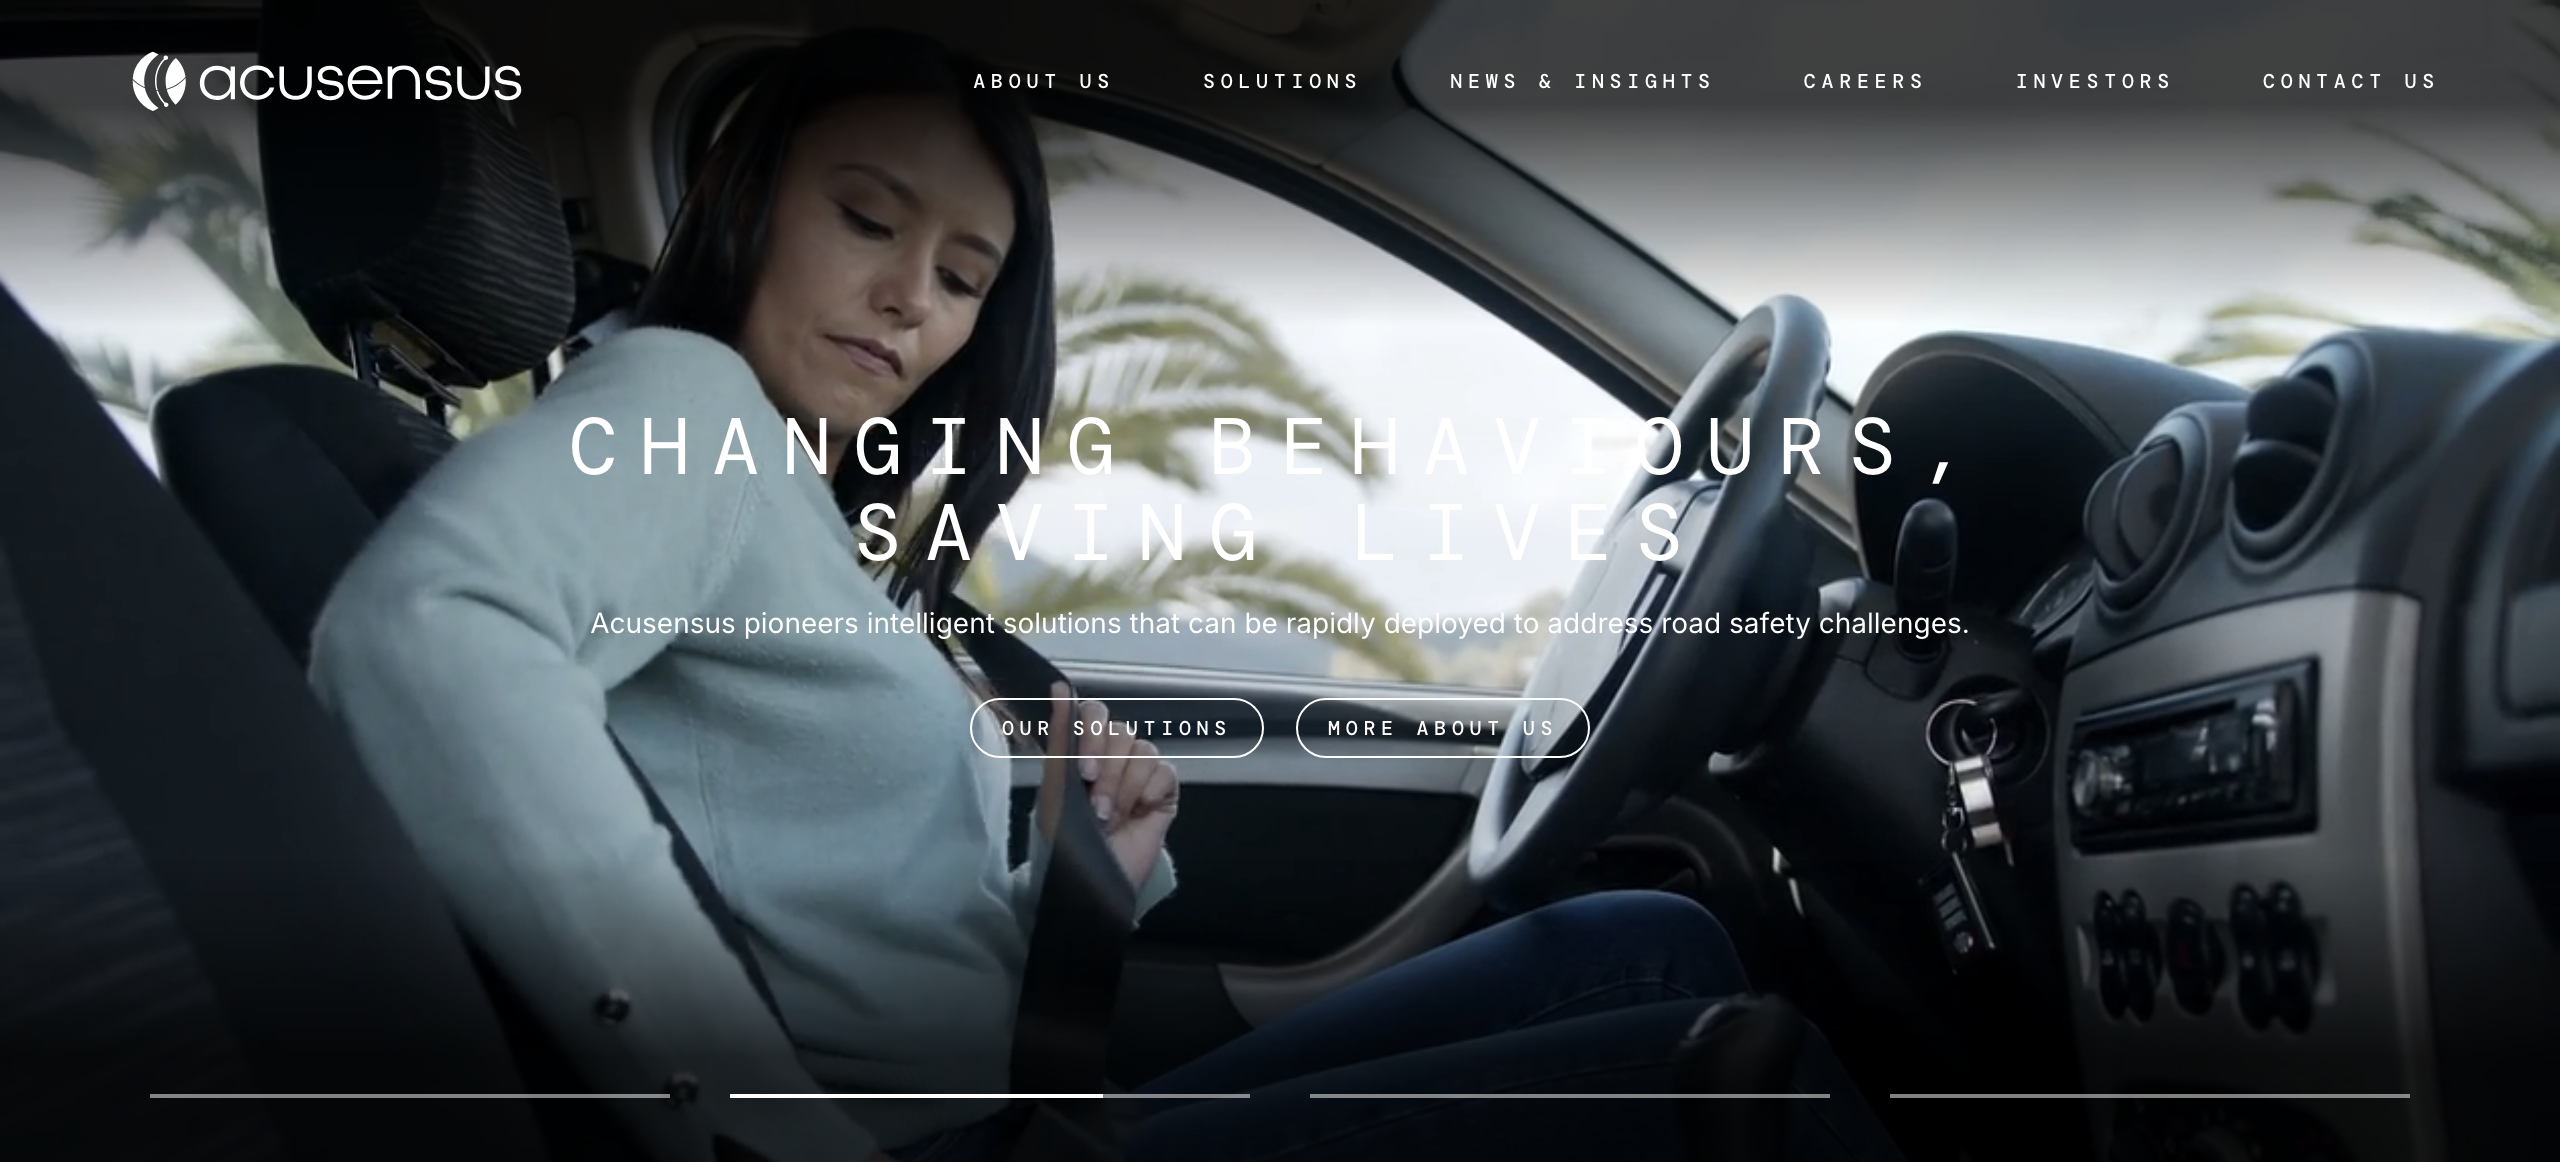 acusensus
ABOUT US
SOLUTIONS
NEWS & INSIGHTS
CAREERS
INVESTORS
CONTACT US
CHANGING BEHAVIOURS,
SAVING LIVES
Acusensus pioneers intelligent solutions that can be rapidly deployed to address road safety challenges.
OUR SOLUTIONS
MORE ABOUT US